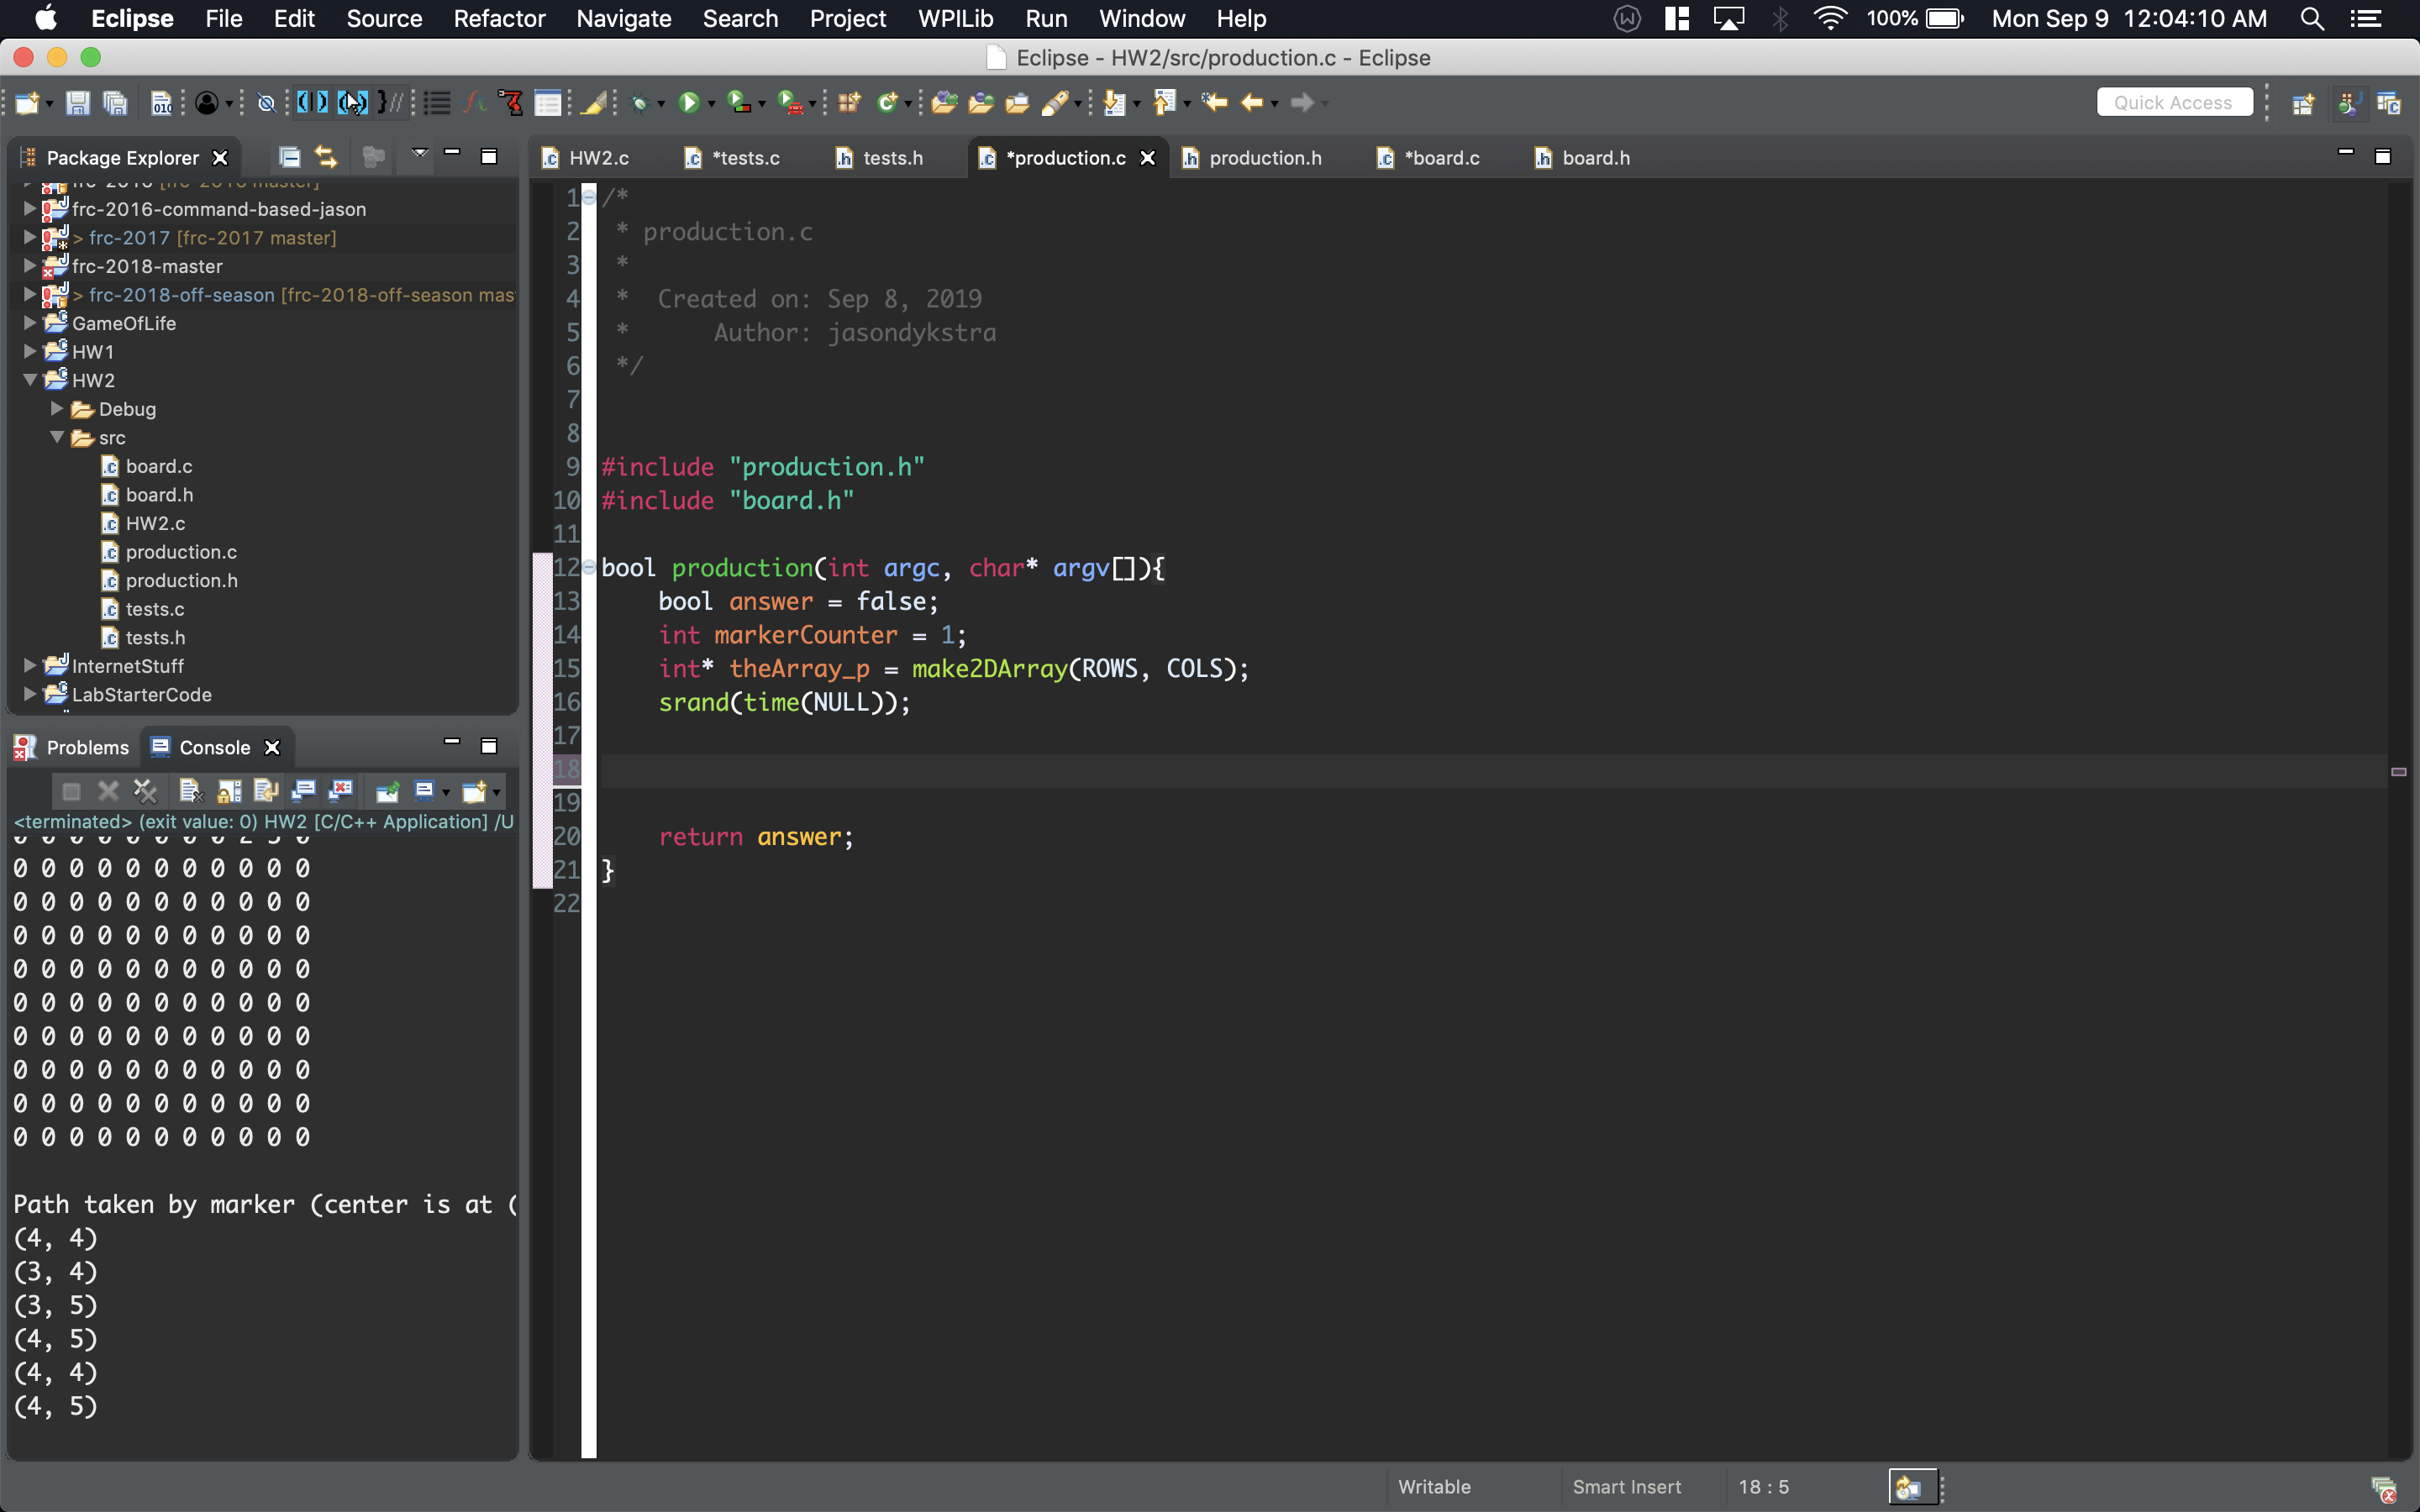 Eclipse File Edit Source Refactor Navigate Search Project WPILib Run Window Help 100% Mon Sep 9 12:04:10 AM
Eclipse - HW2/src/production.c - Eclipse
Quick Access
Package Explorer
frc-2016-command-based-jason
> frc-2017 [frc-2017 master]
frc-2018-master
> frc-2018-off-season [frc-2018-off-season mas
GameOfLife
HW1
HW2
Debug
src
board.c
board.h
HW2.c
production.c
production.h
tests.c
tests.h
InternetStuff
LabStarterCode
Problems Console
<terminated> (exit value: 0) HW2 [C/C++ Application] /U
0 0 0 0 0 0 0 0 0 0 0
0 0 0 0 0 0 0 0 0 0 0
0 0 0 0 0 0 0 0 0 0 0
0 0 0 0 0 0 0 0 0 0 0
0 0 0 0 0 0 0 0 0 0 0
0 0 0 0 0 0 0 0 0 0 0
0 0 0 0 0 0 0 0 0 0 0
0 0 0 0 0 0 0 0 0 0 0
0 0 0 0 0 0 0 0 0 0 0
Path taken by marker (center is at (
(4, 4)
(3, 4)
(3, 5)
(4, 5)
(4, 4)
(4, 5)
HW2.c *tests.c tests.h *production.c production.h *board.c board.h
1 /*
2 * production.c
3 *
4 * Created on: Sep 8, 2019
5 * Author: jasondykstra
6 */
7
8
9 #include "production.h"
10 #include "board.h"
11
12 bool production(int argc, char* argv[]){
13 bool answer = false;
14 int markerCounter = 1;
15 int* theArray_p = make2DArray(ROWS, COLS);
16 srand(time(NULL));
17
18
19
20 return answer;
21 }
22
Writable Smart Insert 18 : 5